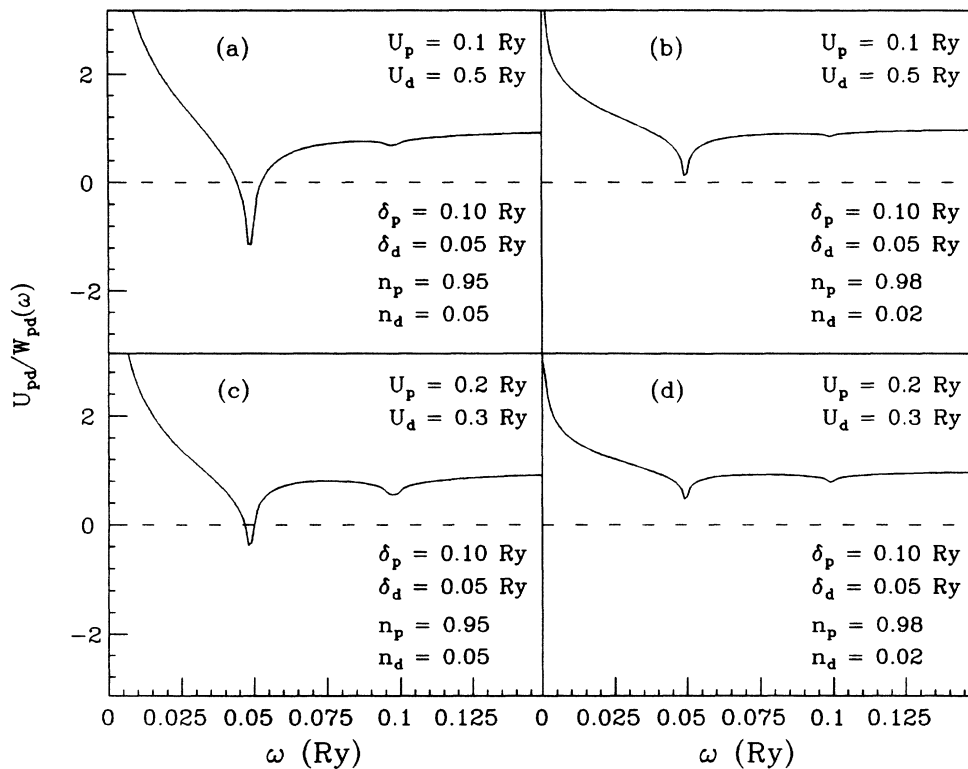 (a)
U_p = 0.1 Ry
U_d = 0.5 Ry
δ_p = 0.10 Ry
δ_d = 0.05 Ry
n_p = 0.95
n_d = 0.05
(b)
U_p = 0.1 Ry
U_d = 0.5 Ry
δ_p = 0.10 Ry
δ_d = 0.05 Ry
n_p = 0.98
n_d = 0.02
2
0
-2
U_pd/W_pd(ω)
(c)
U_p = 0.2 Ry
U_d = 0.3 Ry
δ_p = 0.10 Ry
δ_d = 0.05 Ry
n_p = 0.95
n_d = 0.05
(d)
U_p = 0.2 Ry
U_d = 0.3 Ry
δ_p = 0.10 Ry
δ_d = 0.05 Ry
n_p = 0.98
n_d = 0.02
2
0
-2
0 0.025 0.05 0.075 0.1 0 0.025 0.05 0.075 0.1 0.125
ω (Ry)
ω (Ry)